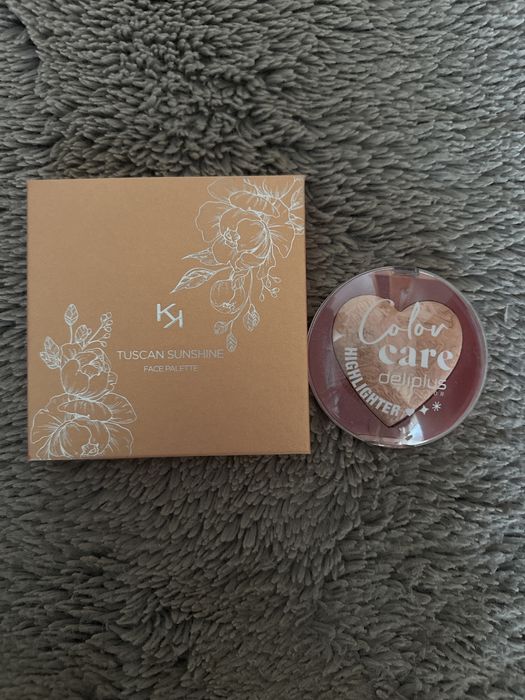 KK
TUSCAN SUNSHINE
FACE PALETTE
Color
care
deliplus
HIGHLIGHTER